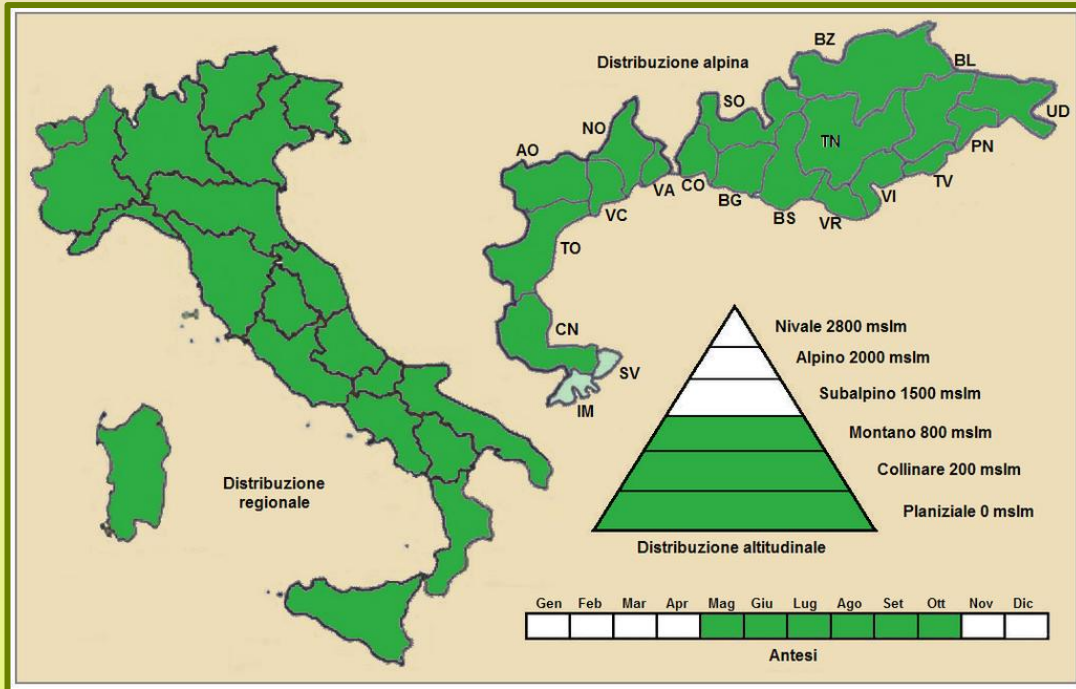 Distribuzione alpina
BZ
BL
SO
UD
NO
TN
PN
AO
TV
VA
CO
VI
BG
VC
BS
VR
TO
CN
SV
IM
Distribuzione
regionale
Nivale 2800 mslm
Alpino 2000 mslm
Subalpino 1500 mslm
Montano 800 mslm
Collinare 200 mslm
Planiziale 0 mslm
Distribuzione altitudinale
Gen Feb Mar Apr Mag Giu Lug Ago Set Ott Nov Dic
Antesi